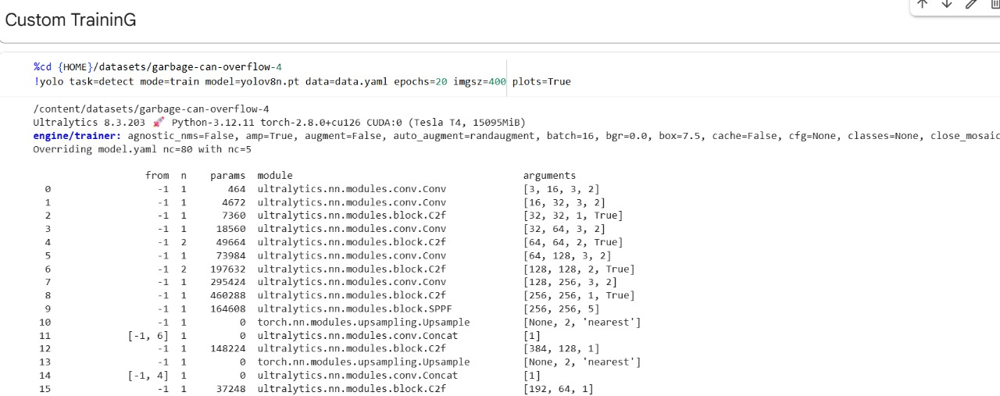 Custom TraininG
%cd {HOME}/datasets/garbage-can-overflow-4
!yolo task=detect mode=train model=yolov8n.pt data=data.yaml epochs=20 imgsz=400 plots=True
/content/datasets/garbage-can-overflow-4
Ultralytics 8.3.203 🚀 Python-3.12.11 torch-2.8.0+cu126 CUDA:0 (Tesla T4, 15095MiB)
engine/trainer: agnostic_nms=False, amp=True, augment=False, auto_augment=randaugment, batch=16, bgr=0.0, box=7.5, cache=False, cfg=None, classes=None, close_mosaic
Overriding model.yaml nc=80 with nc=5
from n params module arguments
0 -1 1 464 ultralytics.nn.modules.conv.Conv [3, 16, 3, 2]
1 -1 1 4672 ultralytics.nn.modules.conv.Conv [16, 32, 3, 2]
2 -1 1 7360 ultralytics.nn.modules.block.C2f [32, 32, 1, True]
3 -1 1 18560 ultralytics.nn.modules.conv.Conv [32, 64, 3, 2]
4 -1 2 49664 ultralytics.nn.modules.block.C2f [64, 64, 2, True]
5 -1 1 73984 ultralytics.nn.modules.conv.Conv [64, 128, 3, 2]
6 -1 2 197632 ultralytics.nn.modules.block.C2f [128, 128, 2, True]
7 -1 1 295424 ultralytics.nn.modules.conv.Conv [128, 256, 3, 2]
8 -1 1 460288 ultralytics.nn.modules.block.C2f [256, 256, 1, True]
9 -1 1 164608 ultralytics.nn.modules.block.SPPF [256, 256, 5]
10 -1 1 0 torch.nn.modules.upsampling.Upsample [None, 2, 'nearest']
11 [-1, 6] 1 0 ultralytics.nn.modules.conv.Concat [1]
12 -1 1 148224 ultralytics.nn.modules.block.C2f [384, 128, 1]
13 -1 1 0 torch.nn.modules.upsampling.Upsample [None, 2, 'nearest']
14 [-1, 4] 1 0 ultralytics.nn.modules.conv.Concat [1]
15 -1 1 37248 ultralytics.nn.modules.block.C2f [192, 64, 1]